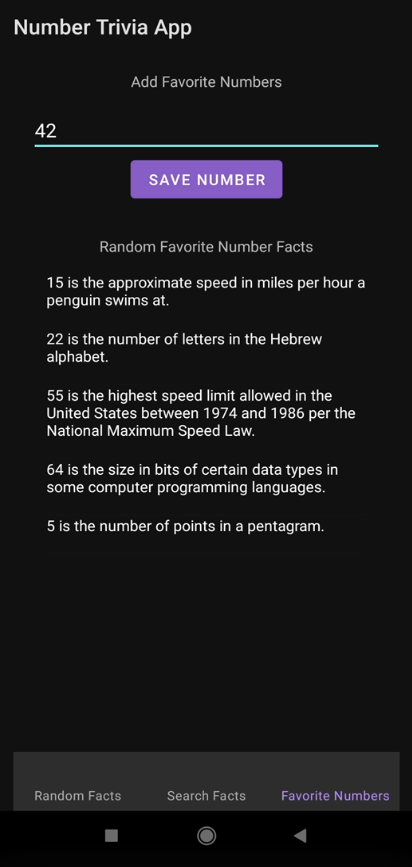 Number Trivia App
Add Favorite Numbers
42
SAVE NUMBER
Random Favorite Number Facts
15 is the approximate speed in miles per hour a
penguin swims at.
22 is the number of letters in the Hebrew
alphabet.
55 is the highest speed limit allowed in the
United States between 1974 and 1986 per the
National Maximum Speed Law.
64 is the size in bits of certain data types in
some computer programming languages.
5 is the number of points in a pentagram.
Random Facts
Search Facts
Favorite Numbers